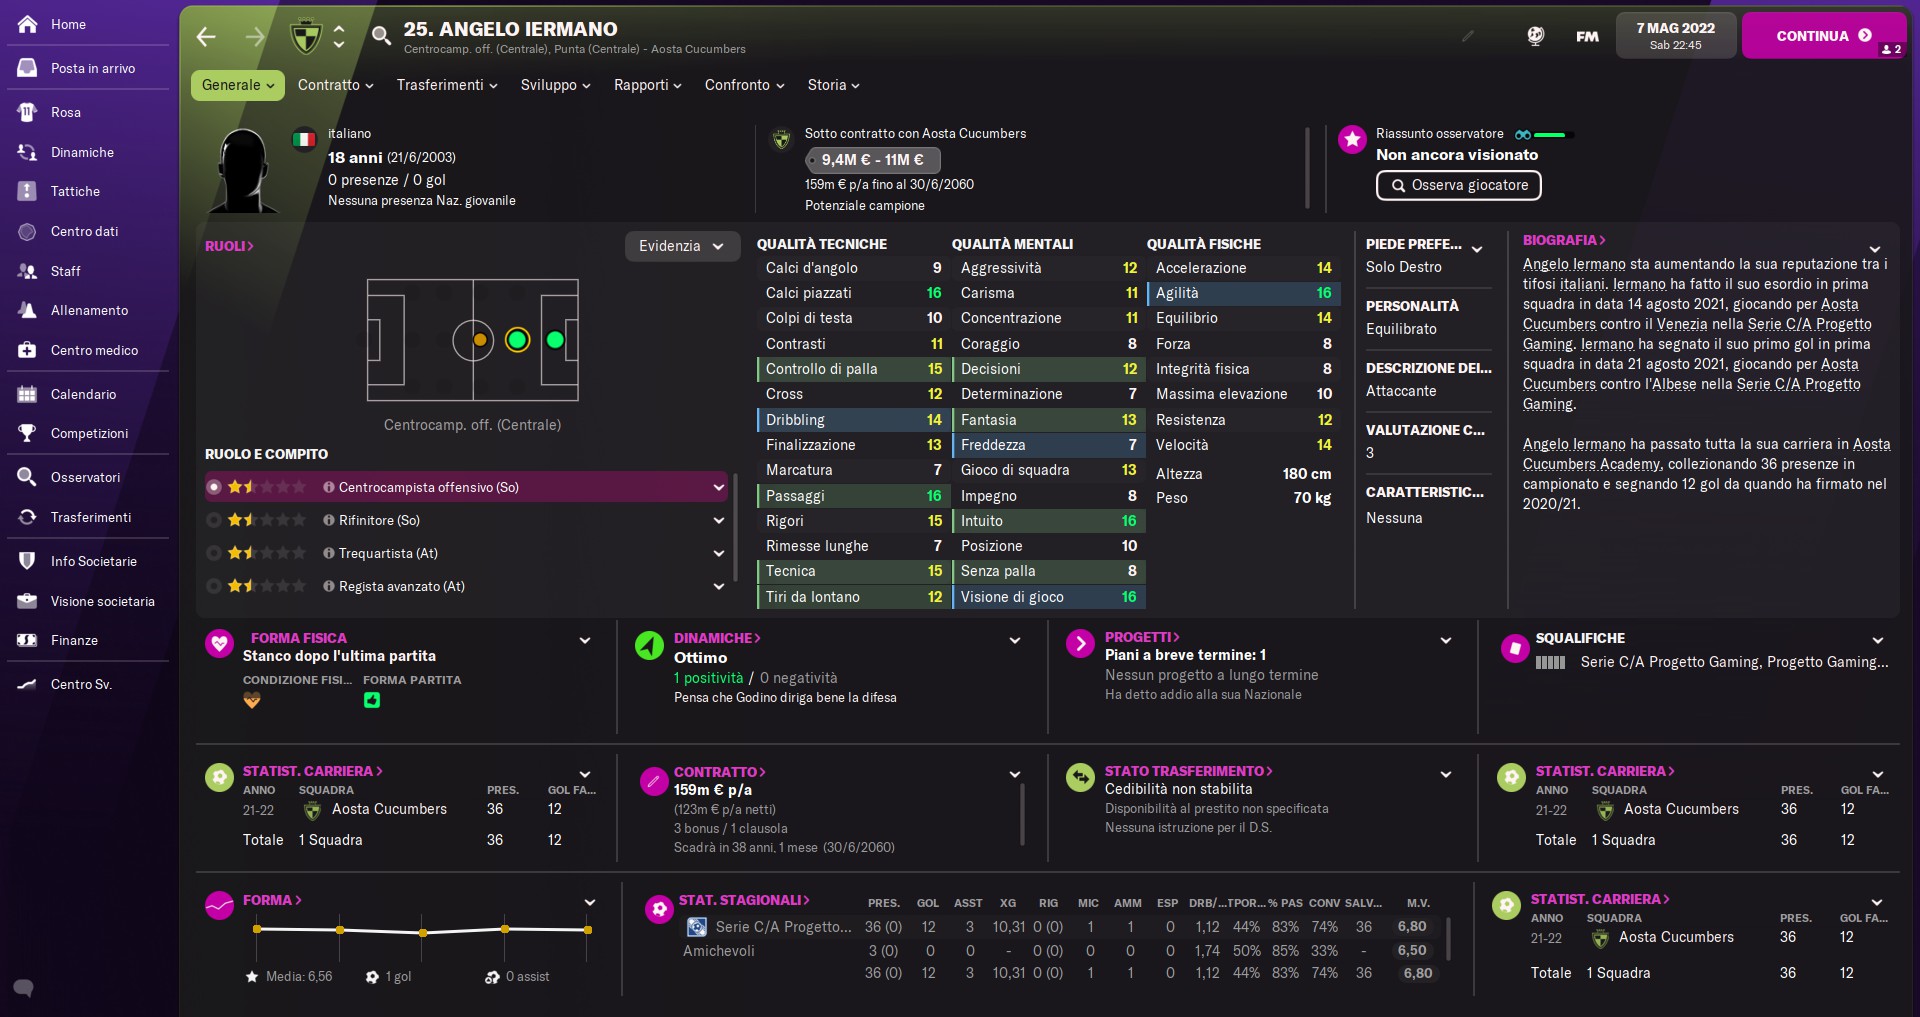 Home
Posta in arrivo
Rosa
Dinamiche
Tattiche
Centro dati
Staff
Allenamento
Centro medico
Calendario
Competizioni
Osservatori
Trasferimenti
Info Societarie
Visione societaria
Finanze
Centro Sv.
25. ANGELO IERMANO
Centrocamp. off. (Centrale), Punta (Centrale) - Aosta Cucumbers
FM
7 MAG 2022
Sab 22:45
CONTINUA
2
Generale
Contratto
Trasferimenti
Sviluppo
Rapporti
Confronto
Storia
italiano
18 anni (21/6/2003)
0 presenze / 0 gol
Nessuna presenza Naz. giovanile
Sotto contratto con Aosta Cucumbers
9,4M € - 11M €
159m € p/a fino al 30/6/2060
Potenziale campione
Riassunto osservatore
Non ancora visionato
Osserva giocatore
RUOLI
Evidenzia
Centrocamp. off. (Centrale)
RUOLO E COMPITO
Centrocampista offensivo (So)
Rifinitore (So)
Trequartista (At)
Regista avanzato (At)
QUALITÀ TECNICHE
Calci d'angolo 9
Calci piazzati 16
Colpi di testa 10
Contrasti 11
Controllo di palla 15
Cross 12
Dribbling 14
Finalizzazione 13
Marcatura 7
Passaggi 16
Rigori 15
Rimesse lunghe 7
Tecnica 15
Tiri da lontano 12
QUALITÀ MENTALI
Aggressività 12
Carisma 11
Concentrazione 11
Coraggio 8
Decisioni 12
Determinazione 7
Fantasia 13
Freddezza 7
Gioco di squadra 13
Impegno 8
Intuito 16
Posizione 10
Senza palla 8
Visione di gioco 16
QUALITÀ FISICHE
Accelerazione 14
Agilità 16
Equilibrio 14
Forza 8
Integrità fisica 8
Massima elevazione 10
Resistenza 12
Velocità 14
Altezza 180 cm
Peso 70 kg
PIEDE PREFE...
Solo Destro
PERSONALITÀ
Equilibrato
DESCRIZIONE DEI...
Attaccante
VALUTAZIONE C...
3
CARATTERISTIC...
Nessuna
BIOGRAFIA
Angelo Iermano sta aumentando la sua reputazione tra i
tifosi italiani. Iermano ha fatto il suo esordio in prima
squadra in data 14 agosto 2021, giocando per Aosta
Cucumbers contro il Venezia nella Serie C/A Progetto
Gaming. Iermano ha segnato il suo primo gol in prima
squadra in data 21 agosto 2021, giocando per Aosta
Cucumbers contro l'Albese nella Serie C/A Progetto
Gaming.
Angelo Iermano ha passato tutta la sua carriera in Aosta
Cucumbers Academy, collezionando 36 presenze in
campionato e segnando 12 gol da quando ha firmato nel
2020/21.
FORMA FISICA
Stanco dopo l'ultima partita
CONDIZIONE FISI... FORMA PARTITA
DINAMICHE
Ottimo
1 positività / 0 negatività
Pensa che Godino diriga bene la difesa
PROGETTI
Piani a breve termine: 1
Nessun progetto a lungo termine
Ha detto addio alla sua Nazionale
SQUALIFICHE
Serie C/A Progetto Gaming, Progetto Gaming...
STATIST. CARRIERA
ANNO SQUADRA PRES. GOL FA...
21-22 Aosta Cucumbers 36 12
Totale 1 Squadra 36 12
CONTRATTO
159m € p/a
(123m € p/a netti)
3 bonus / 1 clausola
Scadrà in 38 anni, 1 mese (30/6/2060)
STATO TRASFERIMENTO
Cedibilità non stabilita
Disponibilità al prestito non specificata
Nessuna istruzione per il D.S.
STATIST. CARRIERA
ANNO SQUADRA PRES. GOL FA...
21-22 Aosta Cucumbers 36 12
Totale 1 Squadra 36 12
FORMA
Media: 6,56
1 gol
0 assist
STAT. STAGIONALI PRES. GOL ASST XG RIG MIC AMM ESP DRB/... TPOR... % PAS CONV SALV... M.V.
Serie C/A Progetto... 36 (0) 12 3 10,31 0 (0) 1 1 0 1,12 44% 83% 74% 36 6,80
Amichevoli 3 (0) 0 0 - 0 (0) 0 0 0 1,74 50% 85% 33% - 6,50
36 (0) 12 3 10,31 0 (0) 1 1 0 1,12 44% 83% 74% 36 6,80
STATIST. CARRIERA
ANNO SQUADRA PRES. GOL FA...
21-22 Aosta Cucumbers 36 12
Totale 1 Squadra 36 12